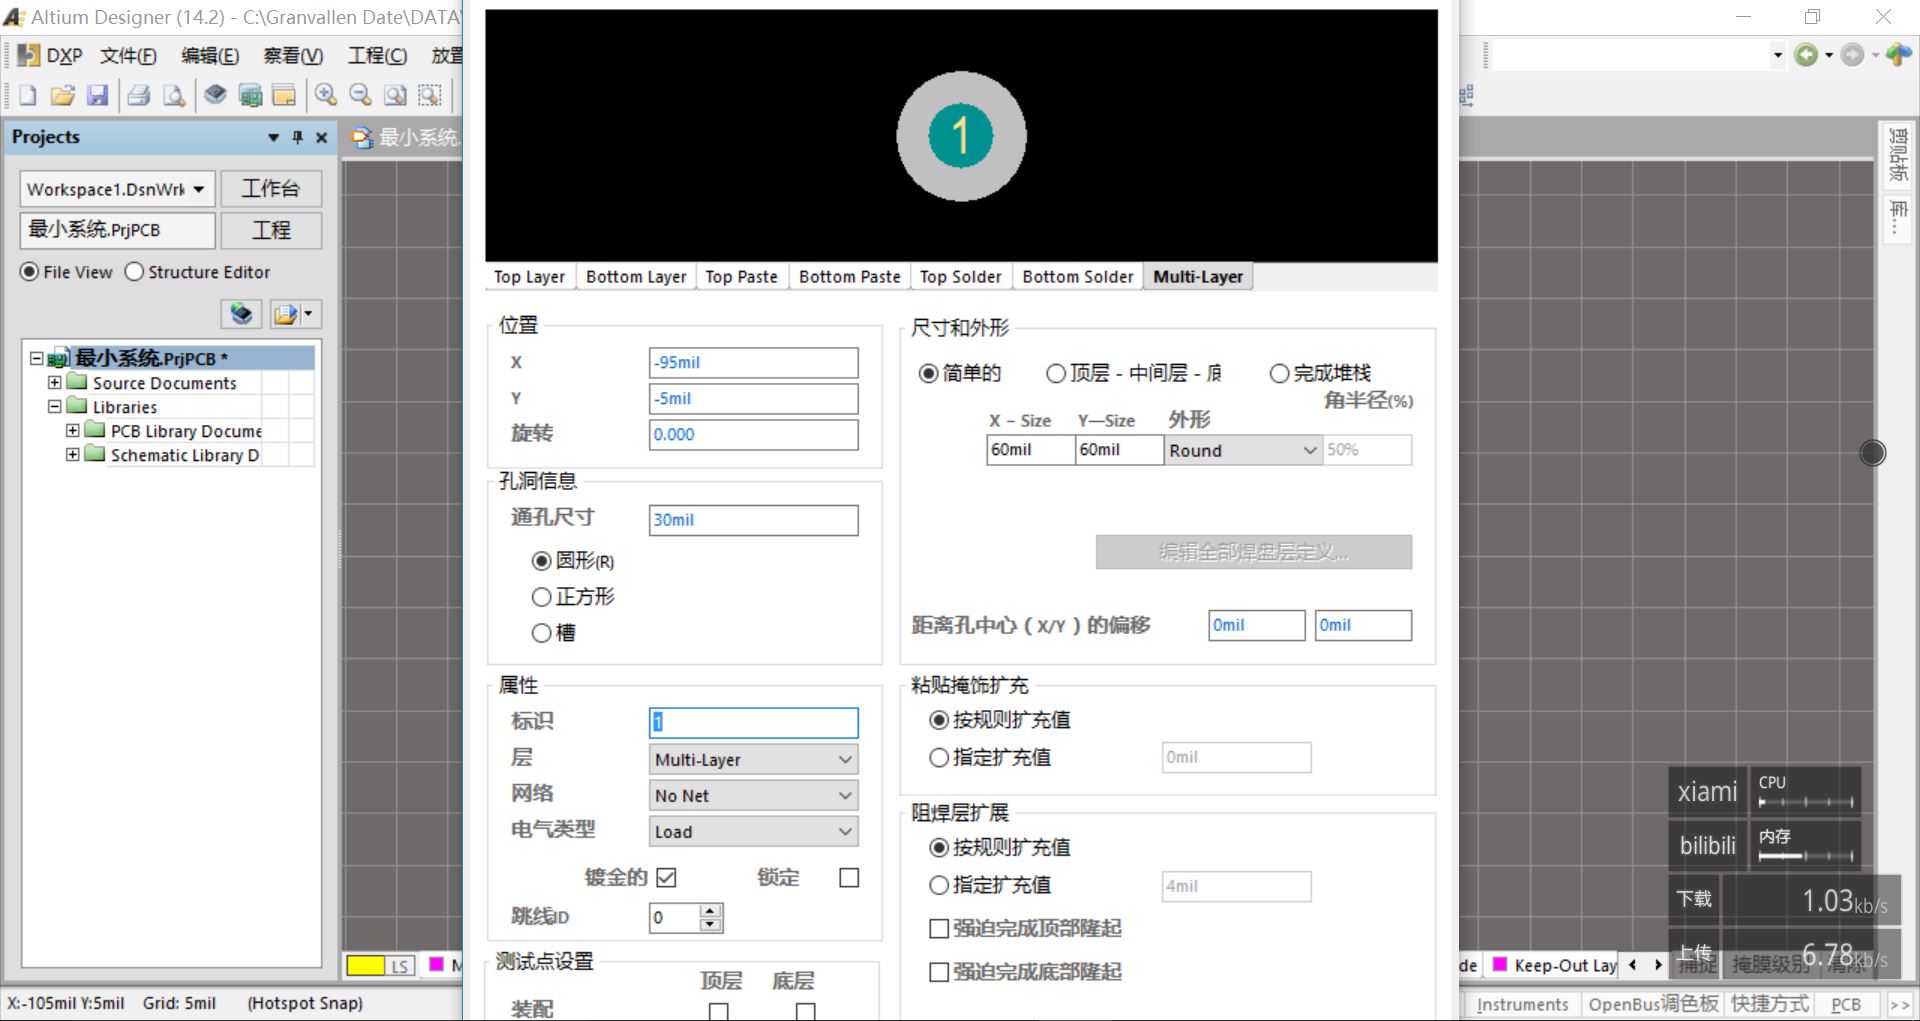 Altium Designer (14.2) - C:\Granvallen Date\DATA\
DXP 文件(F) 编辑(E) 察看(V) 工程(C) 放置
Projects
最小系统.
Workspace1.DsnWrk
工作台
最小系统.PrjPCB
工程
File View
Structure Editor
最小系统.PrjPCB *
Source Documents
Libraries
PCB Library Docume
Schematic Library D
1
Top Layer
Bottom Layer
Top Paste
Bottom Paste
Top Solder
Bottom Solder
Multi-Layer
位置
X
-95mil
Y
-5mil
旋转
0.000
孔洞信息
通孔尺寸
30mil
圆形(R)
正方形
槽
属性
标识
1
层
Multi-Layer
网络
No Net
电气类型
Load
镀金的
锁定
跳线ID
0
测试点设置
顶层
底层
装配
尺寸和外形
简单的
顶层 - 中间层 - 底
完成堆栈
角半径(%)
X - Size
Y—Size
外形
60mil
60mil
Round
50%
编辑全部焊盘层定义...
距离孔中心（X/Y）的偏移
0mil
0mil
粘贴掩饰扩充
按规则扩充值
指定扩充值
0mil
阻焊层扩展
按规则扩充值
指定扩充值
4mil
强迫完成顶部隆起
强迫完成底部隆起
剪贴板
库...
xiami
CPU
bilibili
内存
下载
1.03kb/s
上传
6.78kb/s
LS
M
de
Keep-Out Lay
捕捉
掩膜级别
清除
X:-105mil Y:5mil Grid: 5mil (Hotspot Snap)
Instruments
OpenBus调色板
快捷方式
PCB
>>